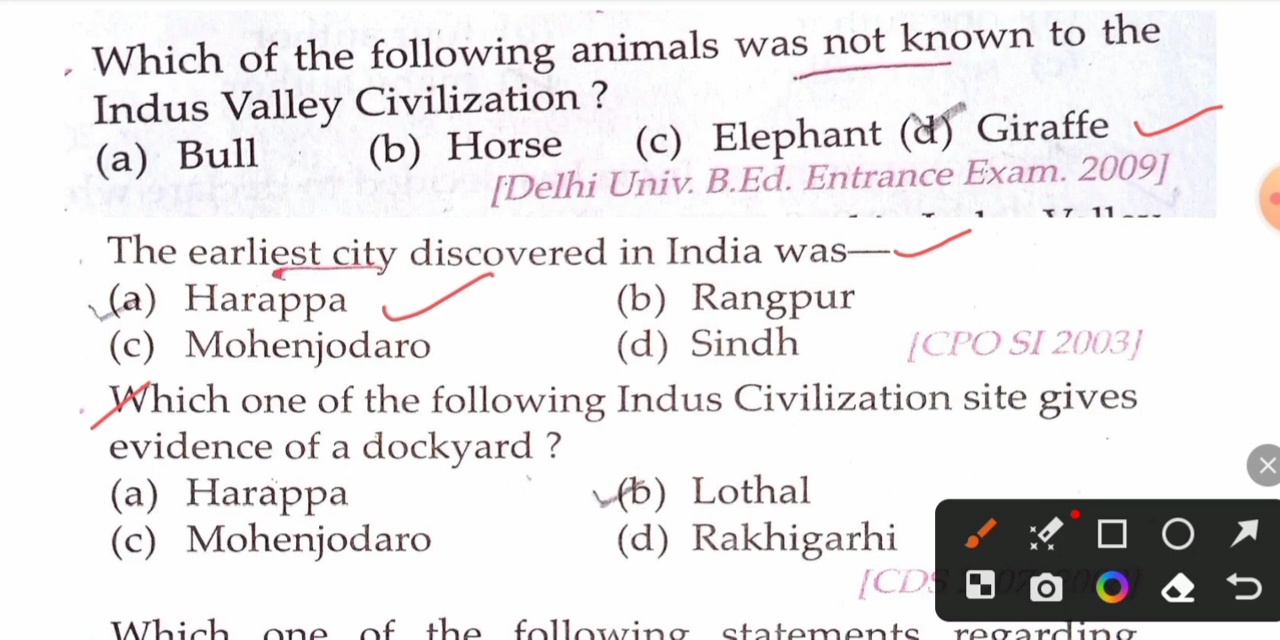 Which of the following animals was not known to the
Indus Valley Civilization ?
(a) Bull (b) Horse (c) Elephant (d) Giraffe
[Delhi Univ. B.Ed. Entrance Exam. 2009]
The earliest city discovered in India was—
(a) Harappa (b) Rangpur
(c) Mohenjodaro (d) Sindh [CPO SI 2003]
Which one of the following Indus Civilization site gives
evidence of a dockyard ?
(a) Harappa (b) Lothal
(c) Mohenjodaro (d) Rakhigarhi
[CDS
Which one of the following statements regarding